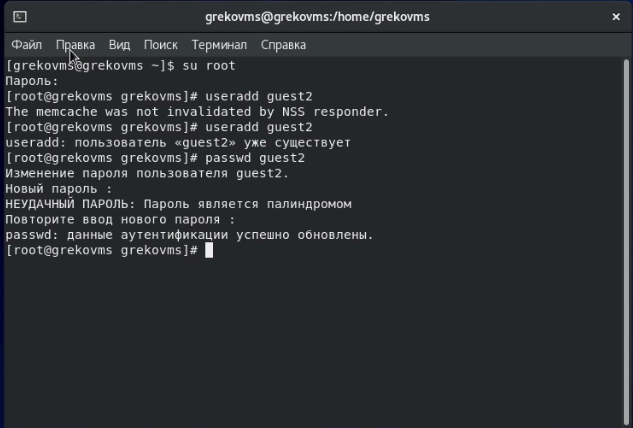 grekovms@grekovms:/home/grekovms
Файл Правка Вид Поиск Терминал Справка
[grekovms@grekovms ~]$ su root
Пароль:
[root@grekovms grekovms]# useradd guest2
The memcache was not invalidated by NSS responder.
[root@grekovms grekovms]# useradd guest2
useradd: пользователь «guest2» уже существует
[root@grekovms grekovms]# passwd guest2
Изменение пароля пользователя guest2.
Новый пароль :
НЕУДАЧНЫЙ ПАРОЛЬ: Пароль является палиндромом
Повторите ввод нового пароля :
passwd: данные аутентификации успешно обновлены.
[root@grekovms grekovms]#